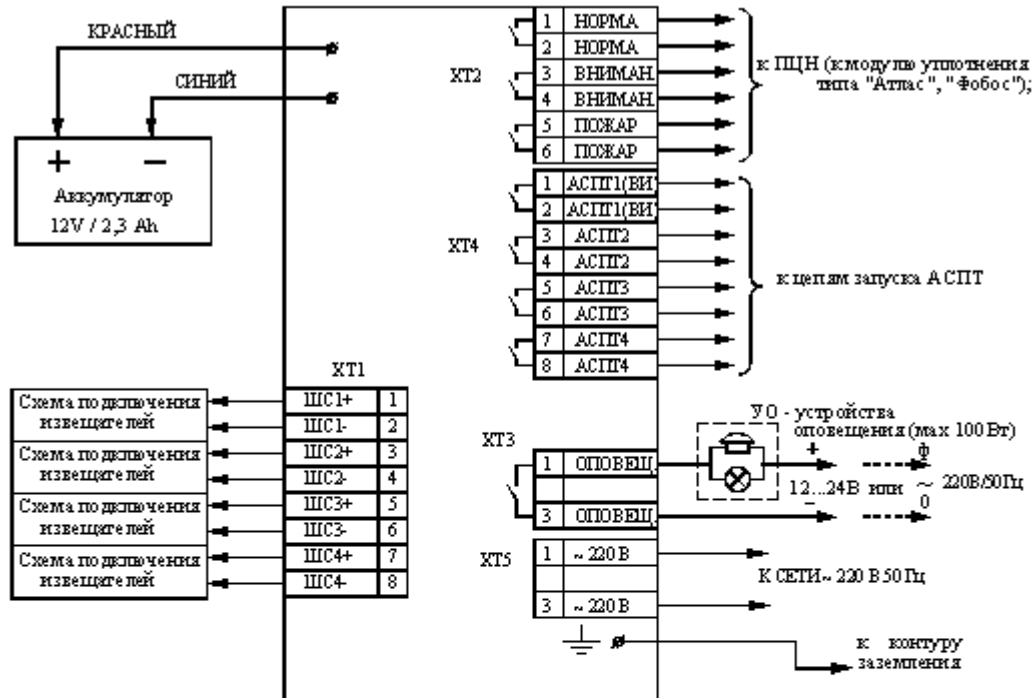 КРАСНЫЙ
СИНИЙ
+ −
Аккумулятор
12V / 2,3 Ah
XT2
1 НОРМА
2 НОРМА
3 ВНИМАН.
4 ВНИМАН.
5 ПОЖАР
6 ПОЖАР
к ПЦН (к модулю уплотнения
типа "Атлас", "Фобос");
XT4
1 АСПТ1(ВИ)
2 АСПТ1(ВИ)
3 АСПТ2
4 АСПТ2
5 АСПТ3
6 АСПТ3
7 АСПТ4
8 АСПТ4
к цепям запуска АСПТ
XT1
ШС1+ 1
ШС1- 2
ШС2+ 3
ШС2- 4
ШС3+ 5
ШС3- 6
ШС4+ 7
ШС4- 8
Схема подключения
извещателей
Схема подключения
извещателей
Схема подключения
извещателей
Схема подключения
извещателей
XT3
1 ОПОВЕЩ.
3 ОПОВЕЩ.
УО - устройства
оповещения (мах 100 Вт)
+ ф
12...24В или ~ 220В/50Гц
− 0
XT5
1 ~ 220 В
3 ~ 220 В
К СЕТИ ~ 220 В 50 Гц
к контуру
заземления